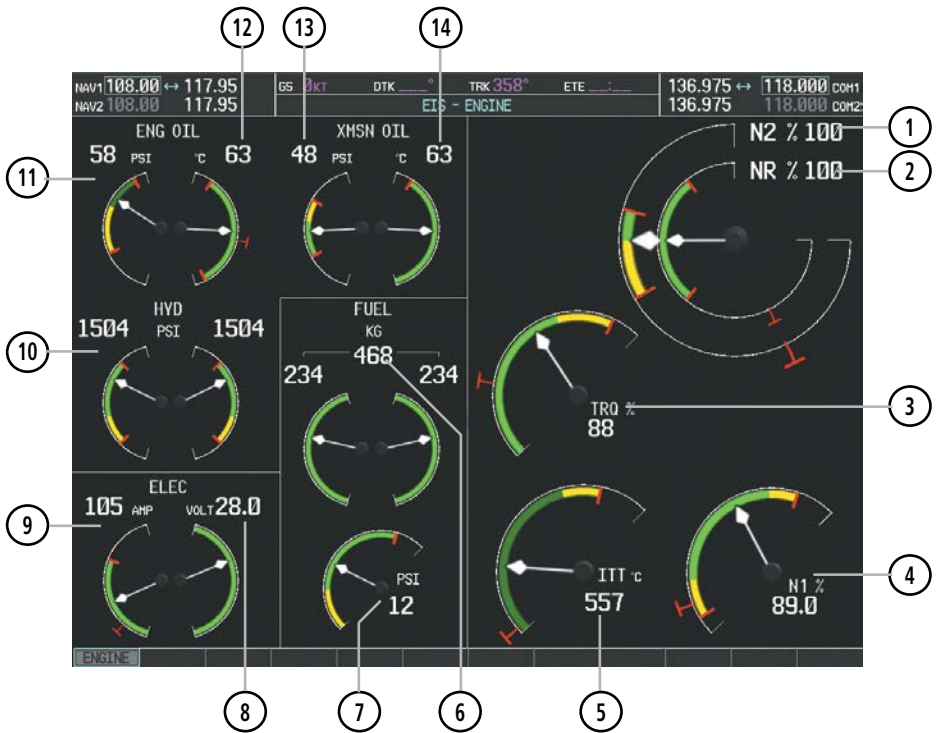 12 13 14
NAV1 108.00 ↔ 117.95 GS 0KT DTK ___° TRK 358° ETE __:__ 136.975 ↔ 118.000 COM1
NAV2 108.00 117.95 EIS - ENGINE 136.975 118.000 COM2
ENG OIL XMSN OIL
58 PSI °C 63 48 PSI °C 63
N2 % 100 1
NR % 100 2
11
HYD FUEL
1504 PSI 1504 KG
468
234 234
10
TRQ % 3
88
ELEC
105 AMP VOLT 28.0
9
PSI
12
ITT °C
557
N1 % 4
89.0
ENGINE
8 7 6 5